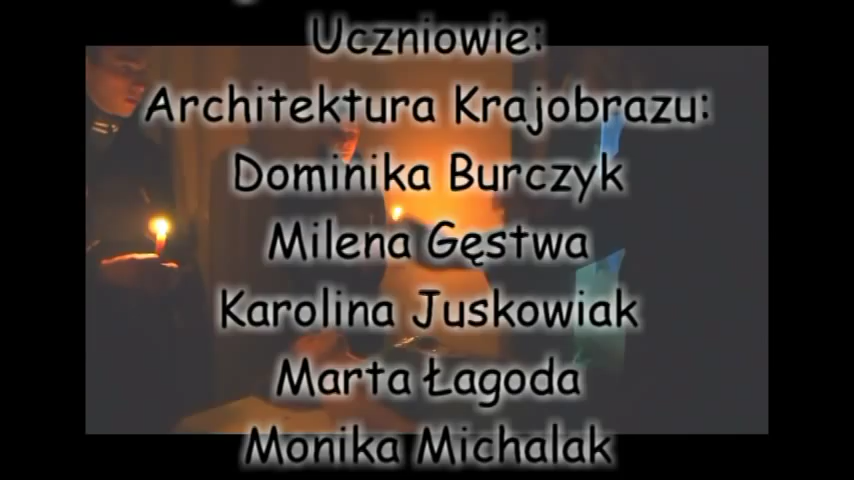 Uczniowie:
Architektura Krajobrazu:
Dominika Burczyk
Milena Gęstwa
Karolina Juskowiak
Marta Łagoda
Monika Michalak